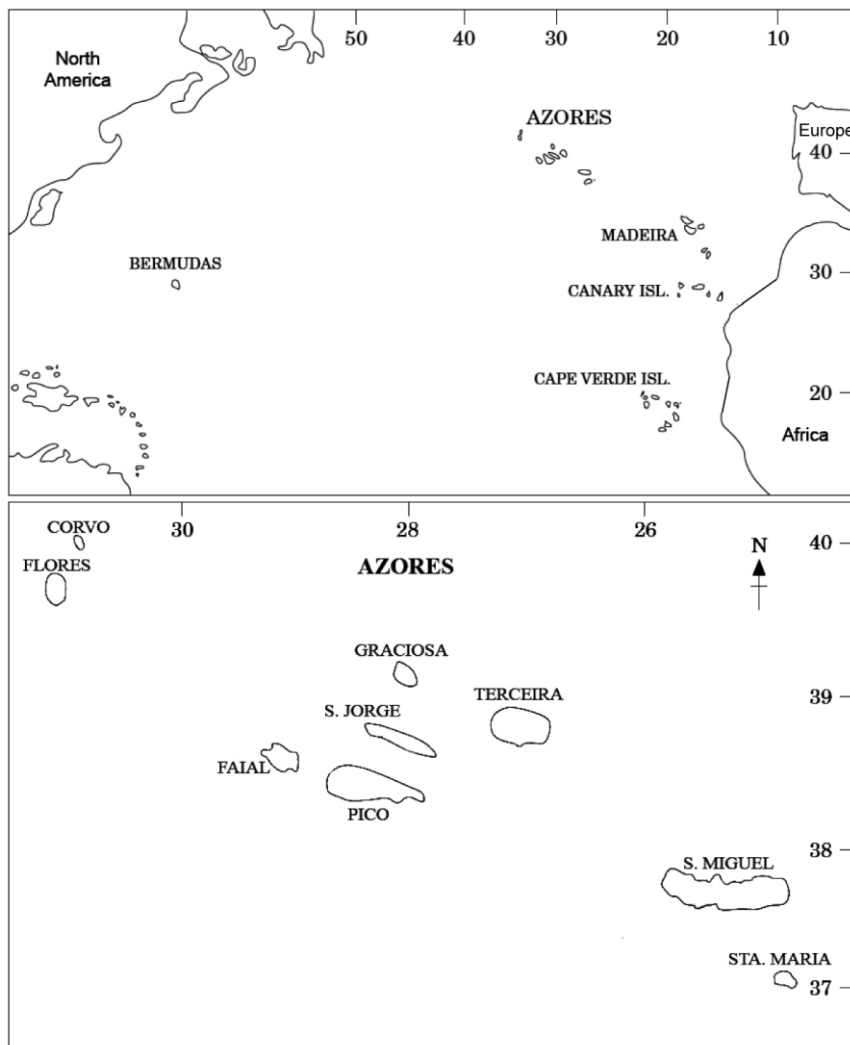 50 40 30 20 10
North
America
AZORES
Europe
40
MADEIRA
BERMUDAS
30
CANARY ISL.
CAPE VERDE ISL.
20
Africa
30 28 26
CORVO
40
N
FLORES
AZORES
GRACIOSA
TERCEIRA
39
S. JORGE
FAIAL
PICO
38
S. MIGUEL
STA. MARIA
37